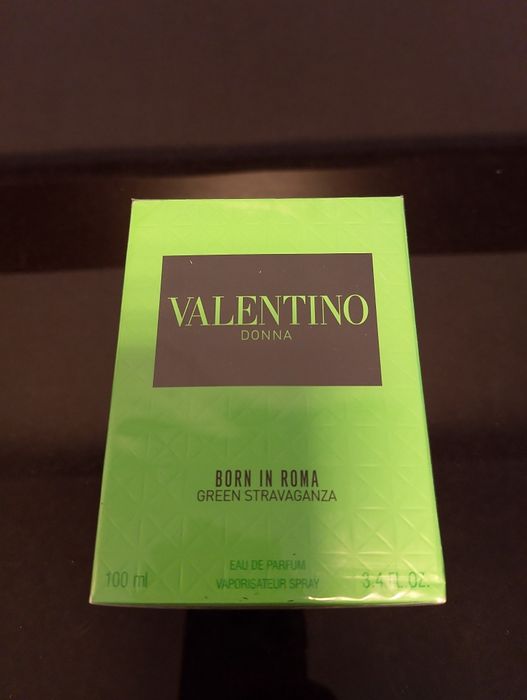 VALENTINO
DONNA
BORN IN ROMA
GREEN STRAVAGANZA
EAU DE PARFUM
100 ml VAPORISATEUR SPRAY 3.4 FL.OZ.